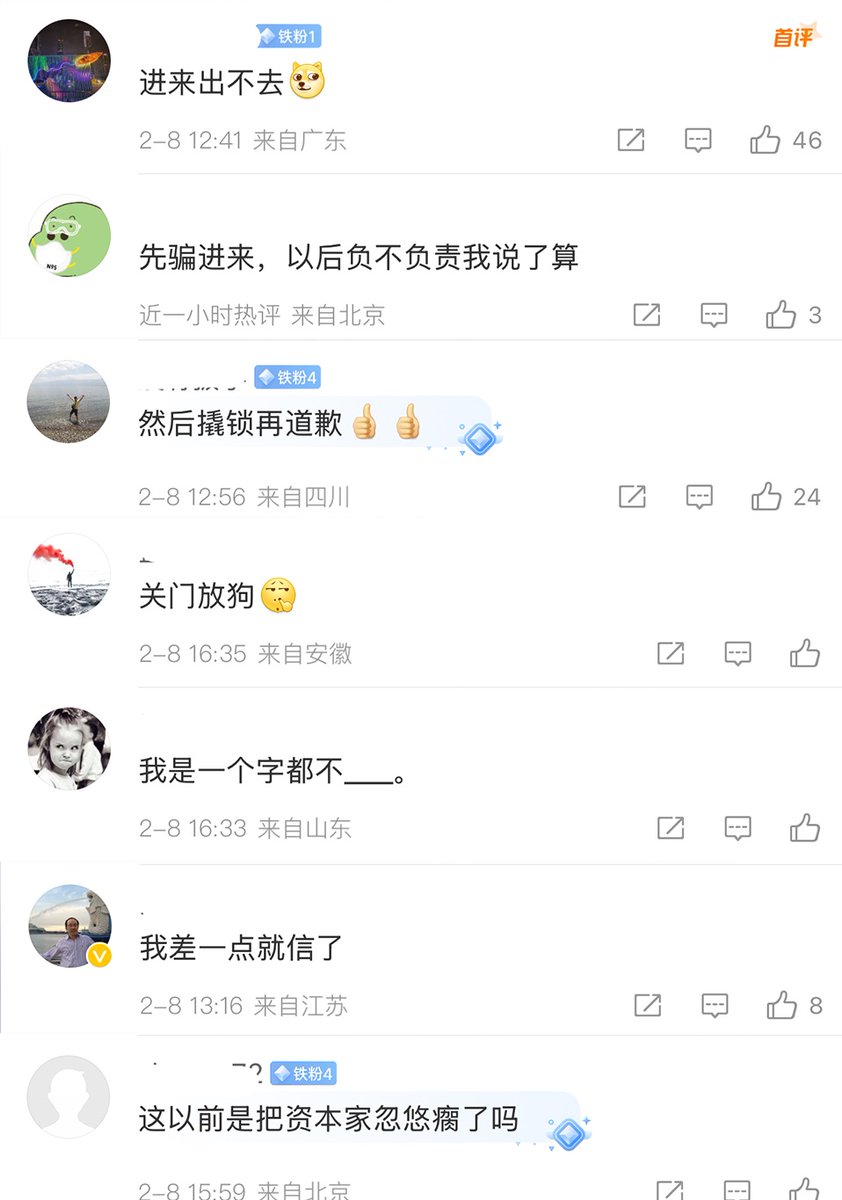 铁粉1
首评
进来出不去
2-8 12:41 来自广东
46
先骗进来，以后负不负责我说了算
N95
近一小时热评 来自北京
3
铁粉4
然后撬锁再道歉
2-8 12:56 来自四川
24
关门放狗
2-8 16:35 来自安徽
我是一个字都不____。
2-8 16:33 来自山东
我差一点就信了
2-8 13:16 来自江苏
8
铁粉4
这以前是把资本家忽悠瘸了吗
2-8 15:59 来自北京